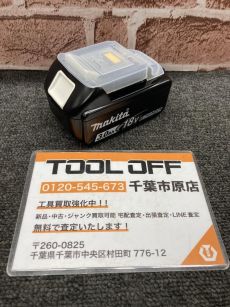 makita
3.0Ah 18V
TOOL OFF
0120-545-673 千葉市原店
工具買取強化中！！
新品・中古・ジャンク買取可能 宅配査定・出張査定・LINE査定
無料で査定いたします！
〒260-0825
千葉県千葉市中央区村田町 776-12